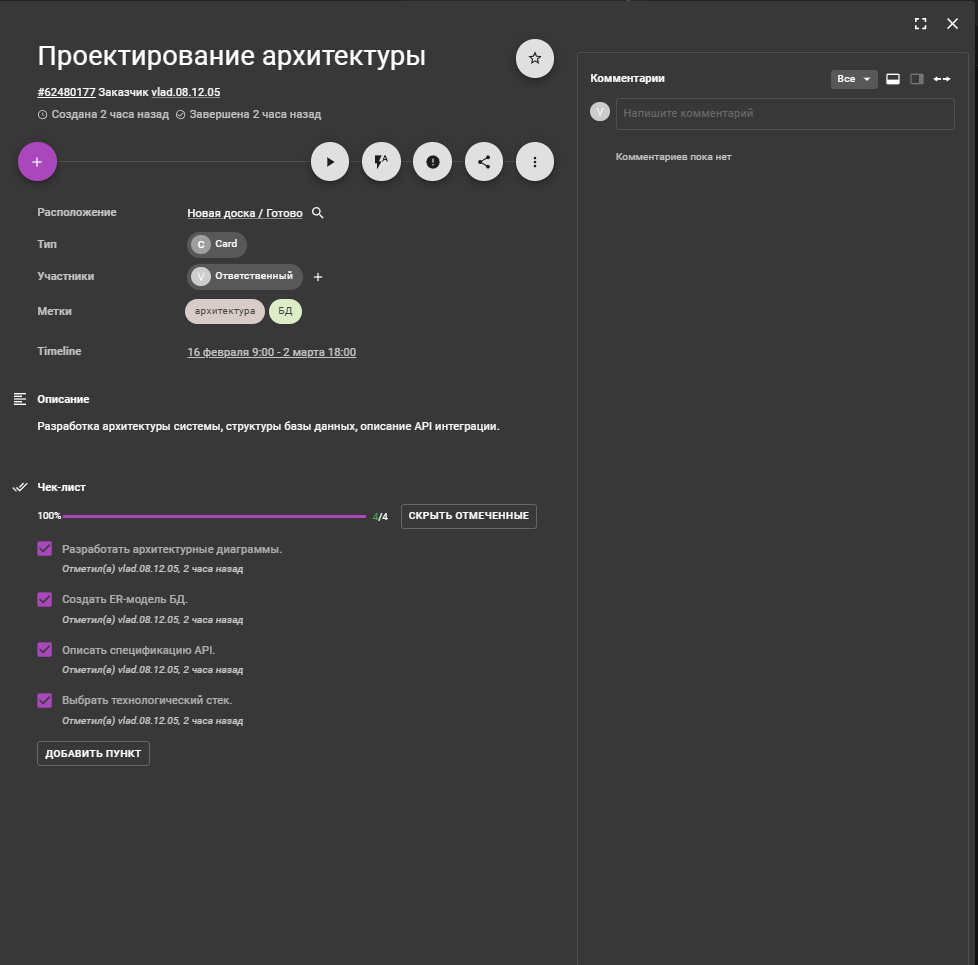 Проектирование архитектуры
#62480177 Заказчик vlad.08.12.05
Создана 2 часа назад Завершена 2 часа назад
A
Расположение Новая доска / Готово
Тип C Card
Участники V Ответственный +
Метки архитектура БД
Timeline 16 февраля 9:00 - 2 марта 18:00
Описание
Разработка архитектуры системы, структуры базы данных, описание API интеграции.
Чек-лист
100% 4/4 СКРЫТЬ ОТМЕЧЕННЫЕ
Разработать архитектурные диаграммы.
Отметил(а) vlad.08.12.05, 2 часа назад
Создать ER-модель БД.
Отметил(а) vlad.08.12.05, 2 часа назад
Описать спецификацию API.
Отметил(а) vlad.08.12.05, 2 часа назад
Выбрать технологический стек.
Отметил(а) vlad.08.12.05, 2 часа назад
ДОБАВИТЬ ПУНКТ
Комментарии Все
V Напишите комментарий
Комментариев пока нет